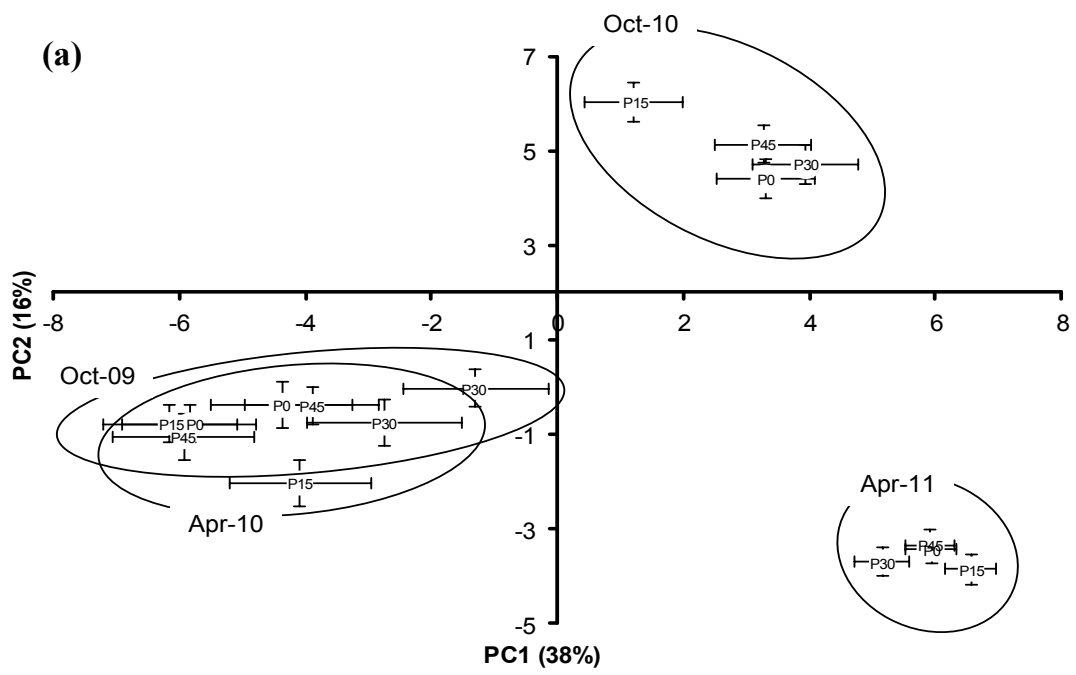 Oct-10
(a)
7
P15
5
P45
P30
P0
3
-8 -6 -4 -2 0 2 4 6 8
PC2 (16%)
1
Oct-09
P30
P0 P45
P15 P0
P30
P45
-1
P15
Apr-10
Apr-11
-3
P45
P0
P30
P15
-5
PC1 (38%)